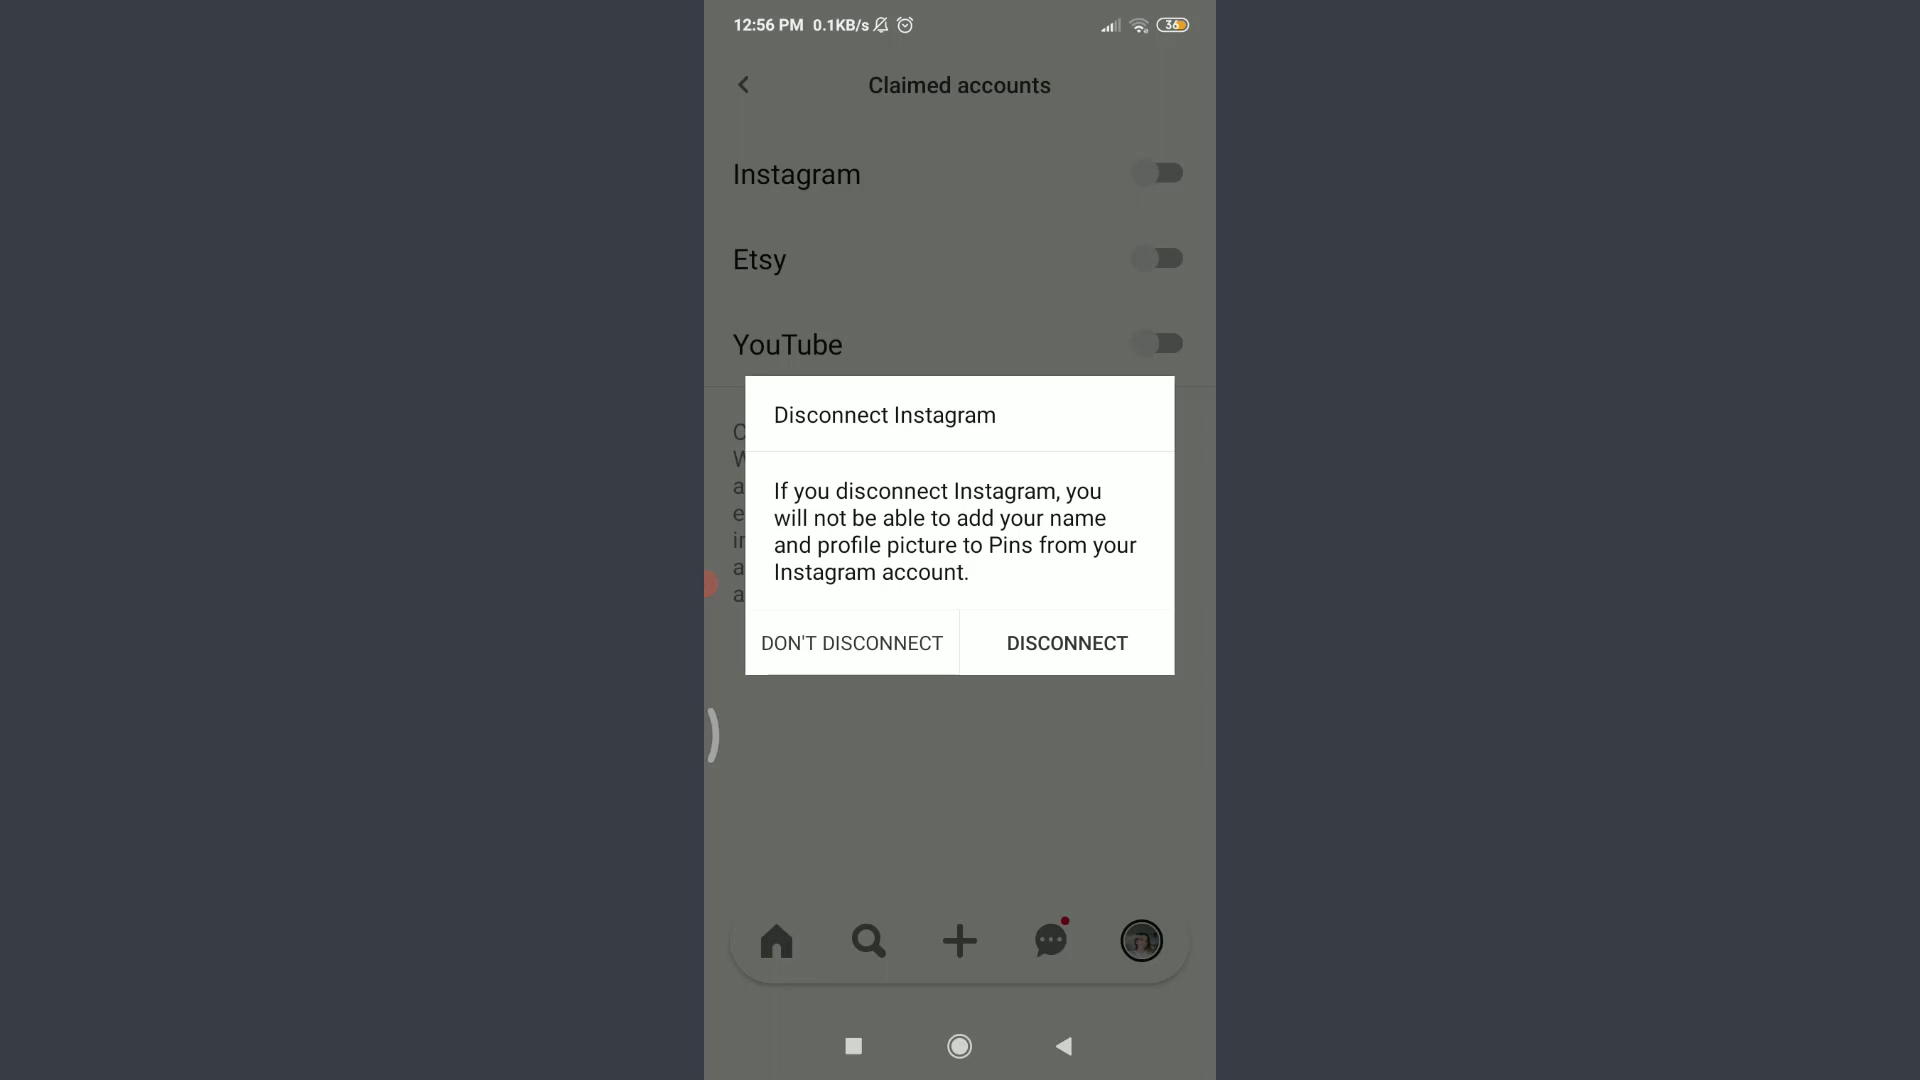 12:56 PM 0.1KB/s 36
Claimed accounts
Instagram
Etsy
YouTube
Disconnect Instagram
If you disconnect Instagram, you
will not be able to add your name
and profile picture to Pins from your
Instagram account.
DON'T DISCONNECT DISCONNECT